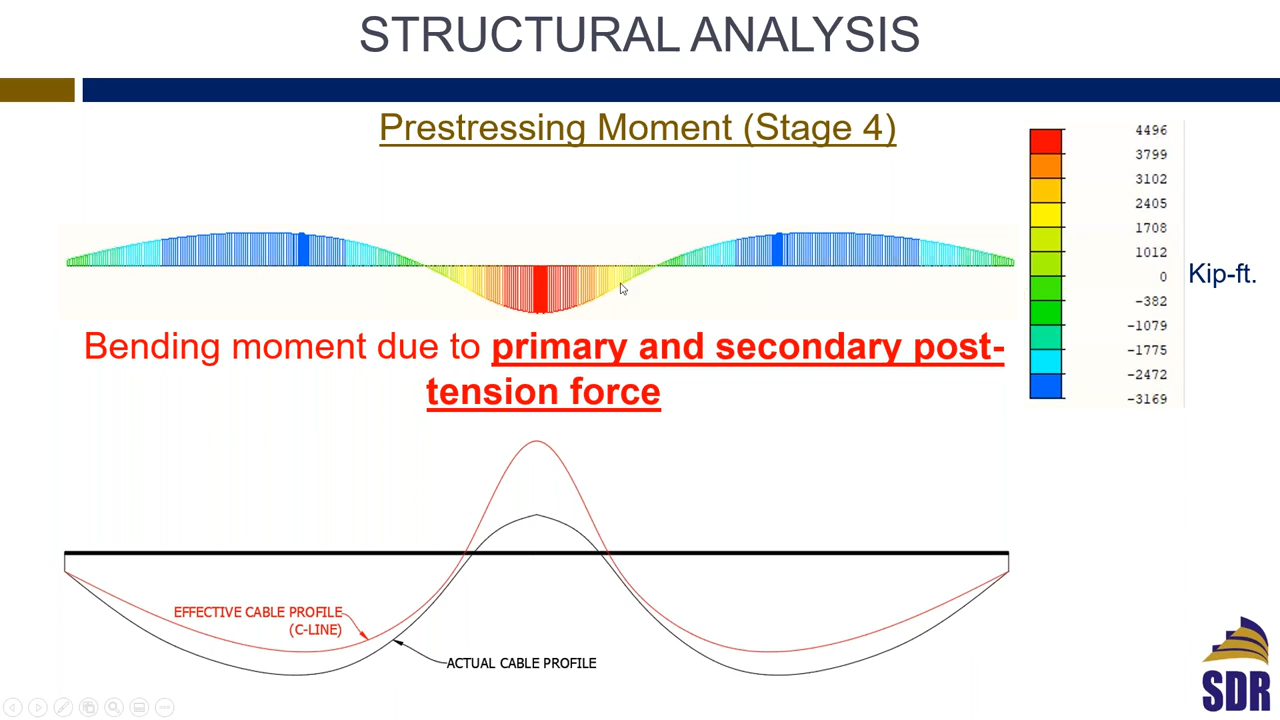 STRUCTURAL ANALYSIS
Prestressing Moment (Stage 4)
4496
3799
3102
2405
1708
1012
0
-382
-1079
-1775
-2472
-3169
Kip-ft.
Bending moment due to primary and secondary post-
tension force
EFFECTIVE CABLE PROFILE
(C-LINE)
ACTUAL CABLE PROFILE
SDR